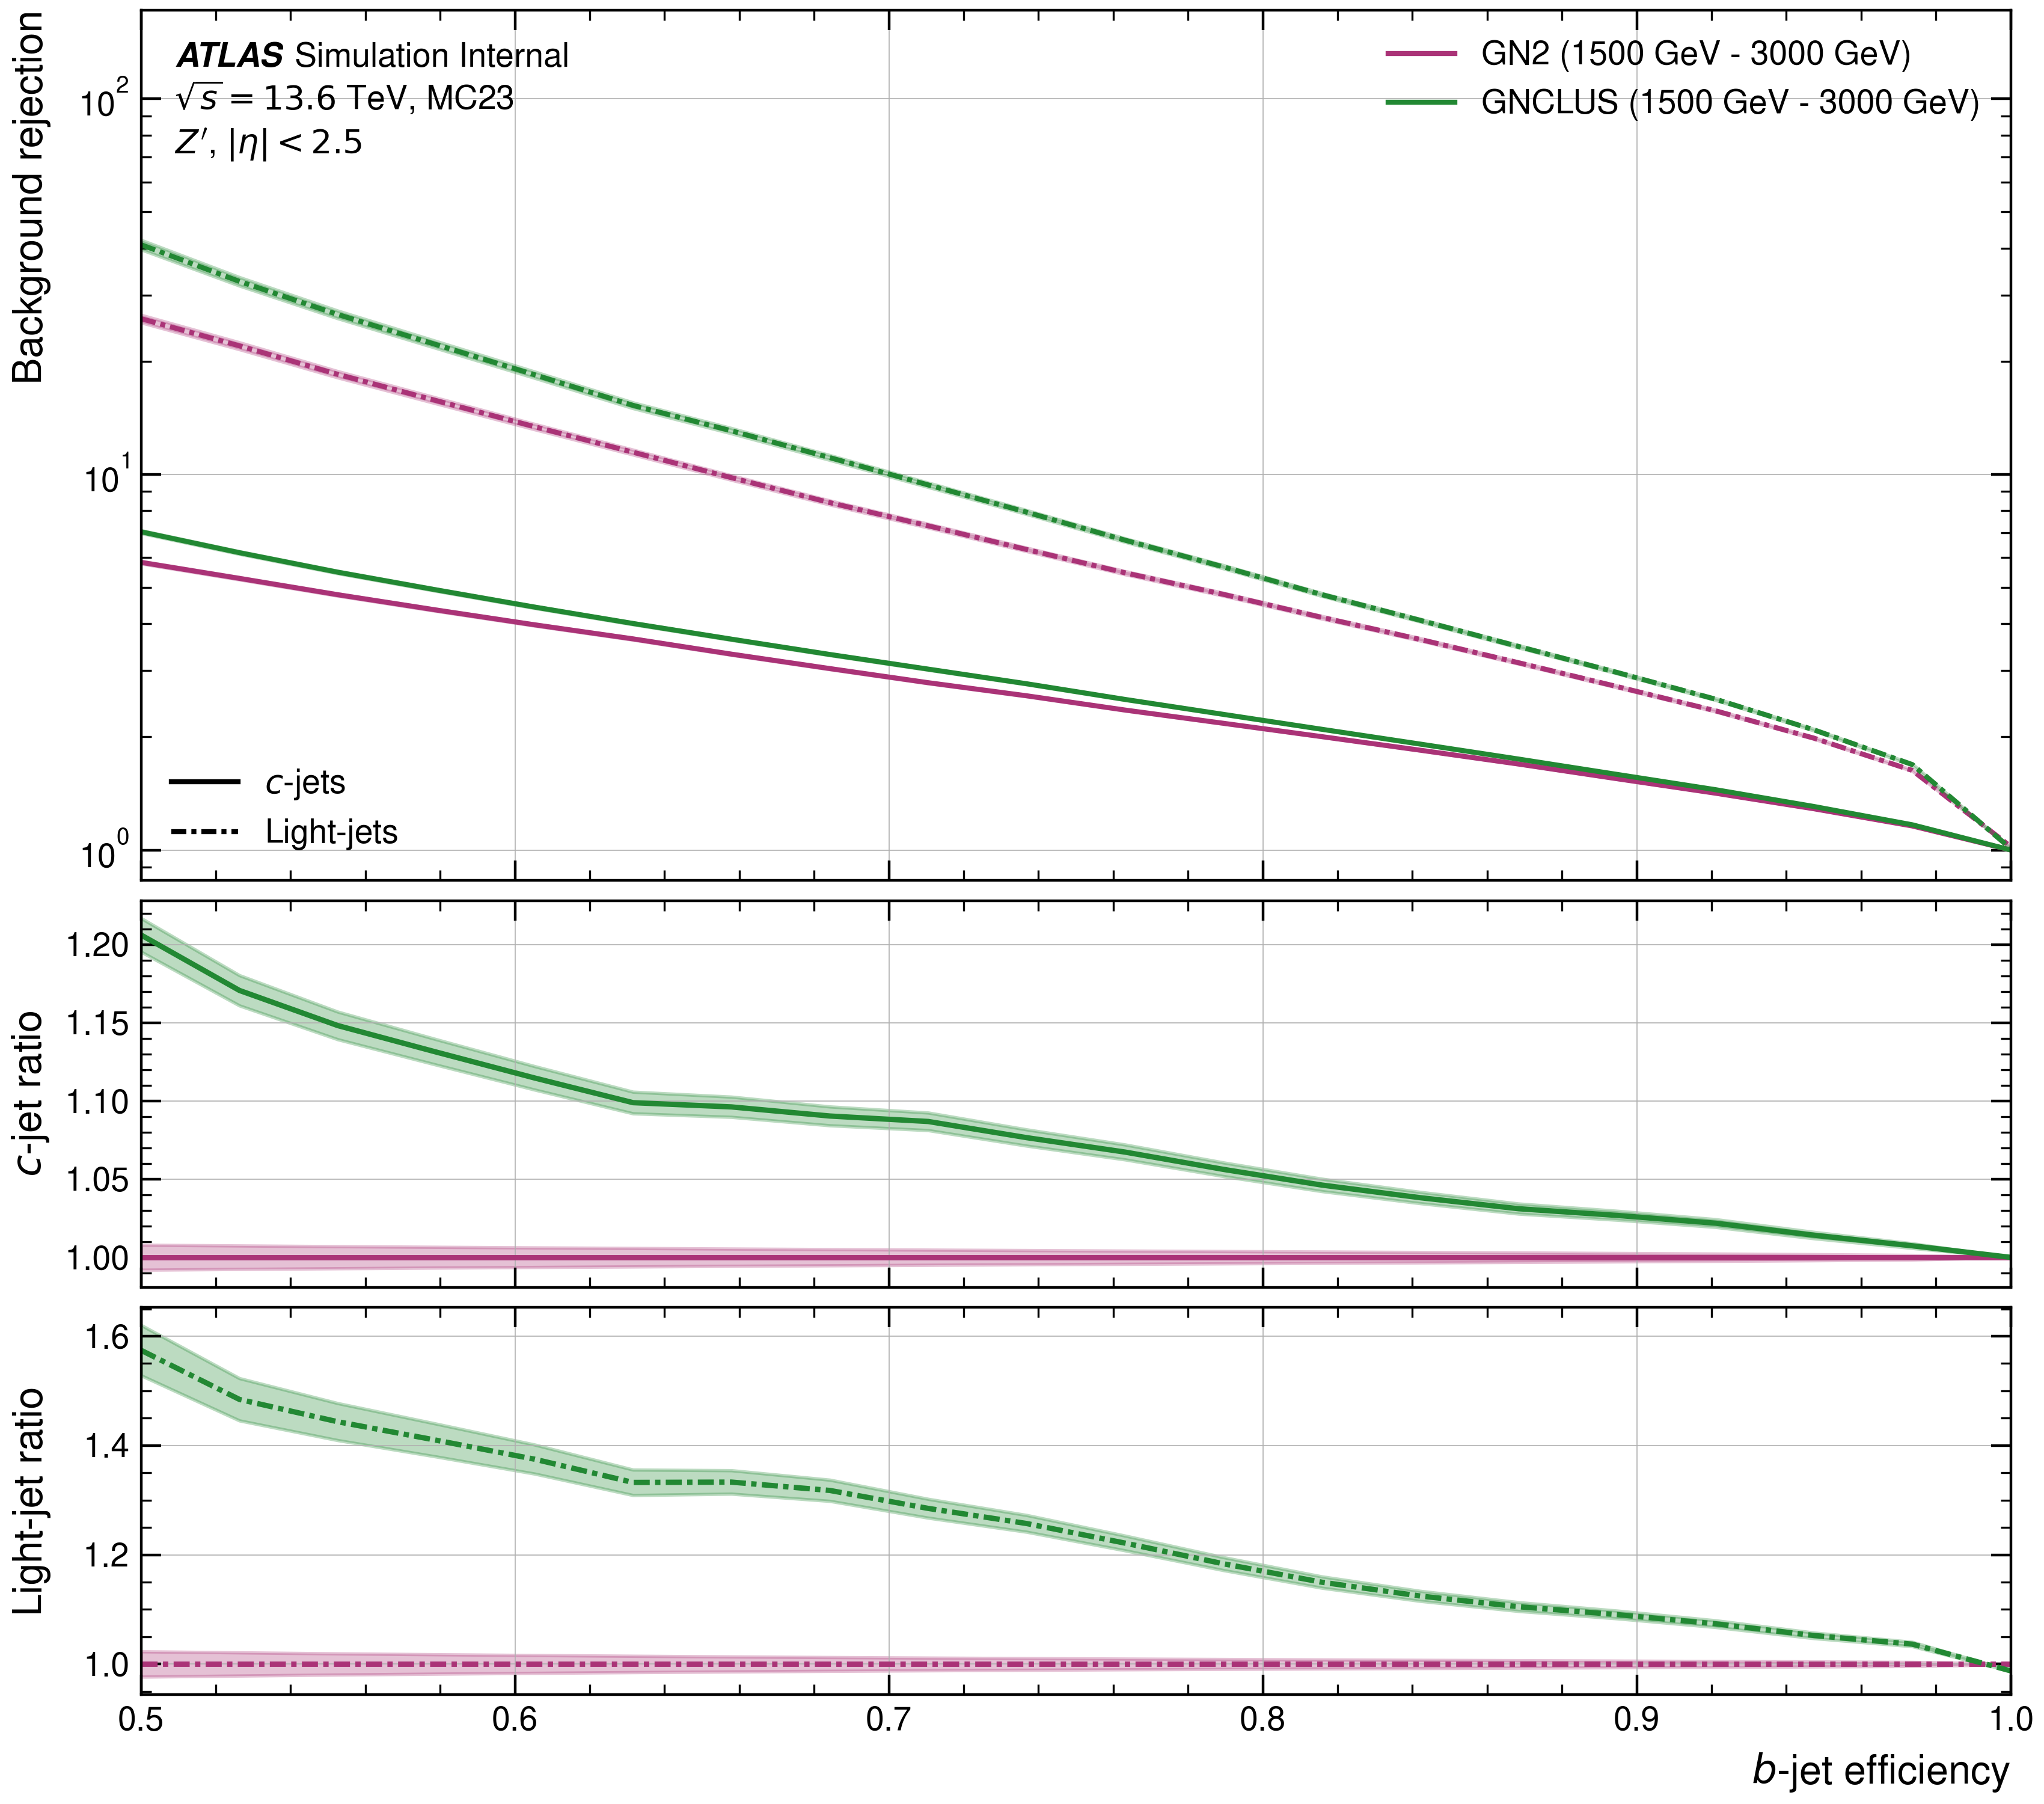 Background rejection
ATLAS Simulation Internal
√s = 13.6 TeV, MC23
Z′, |η| < 2.5
GN2 (1500 GeV - 3000 GeV)
GNCLUS (1500 GeV - 3000 GeV)
10²
10¹
10⁰
c-jets
Light-jets
c-jet ratio
1.20
1.15
1.10
1.05
1.00
Light-jet ratio
1.6
1.4
1.2
1.0
0.5 0.6 0.7 0.8 0.9 1.0
b-jet efficiency